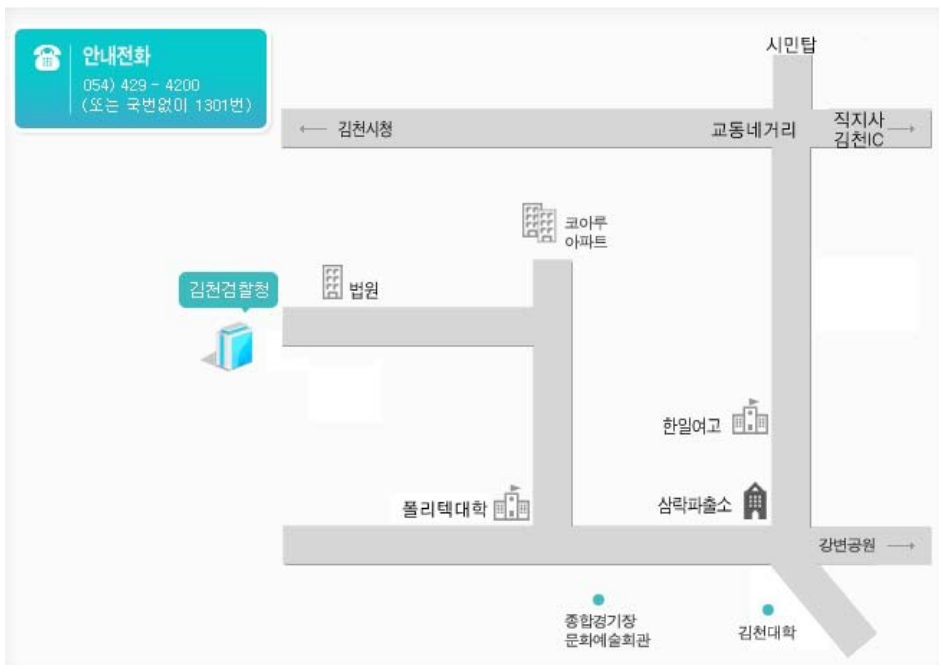 안내전화
054) 429 - 4200
(또는 국번없이 1301번)
시민탑
← 김천시청
교동네거리
직지사 →
김천IC
코아루
아파트
김천검찰청
법원
한일여고
폴리텍대학
삼락파출소
강변공원 →
종합경기장
문화예술회관
김천대학